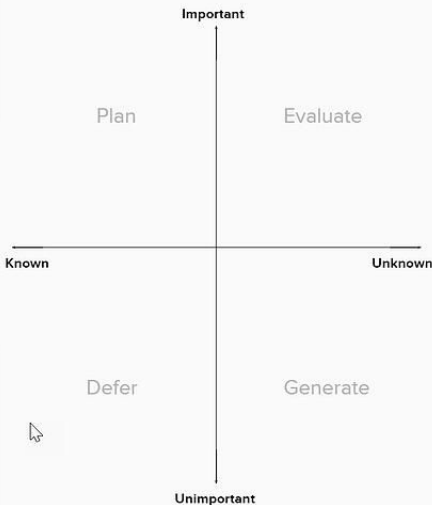 Important
Plan
Evaluate
Known
Unknown
Defer
Generate
Unimportant